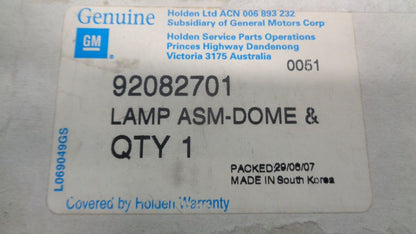 Genuine
GM
Holden Ltd ACN 006 893 232
Subsidiary of General Motors Corp
Holden Service Parts Operations
Princes Highway Dandenong
Victoria 3175 Australia
0051
92082701
LAMP ASM-DOME &
QTY 1
PACKED:29/06/07
MADE IN South Korea
L069049GS
Covered by Holden Warranty